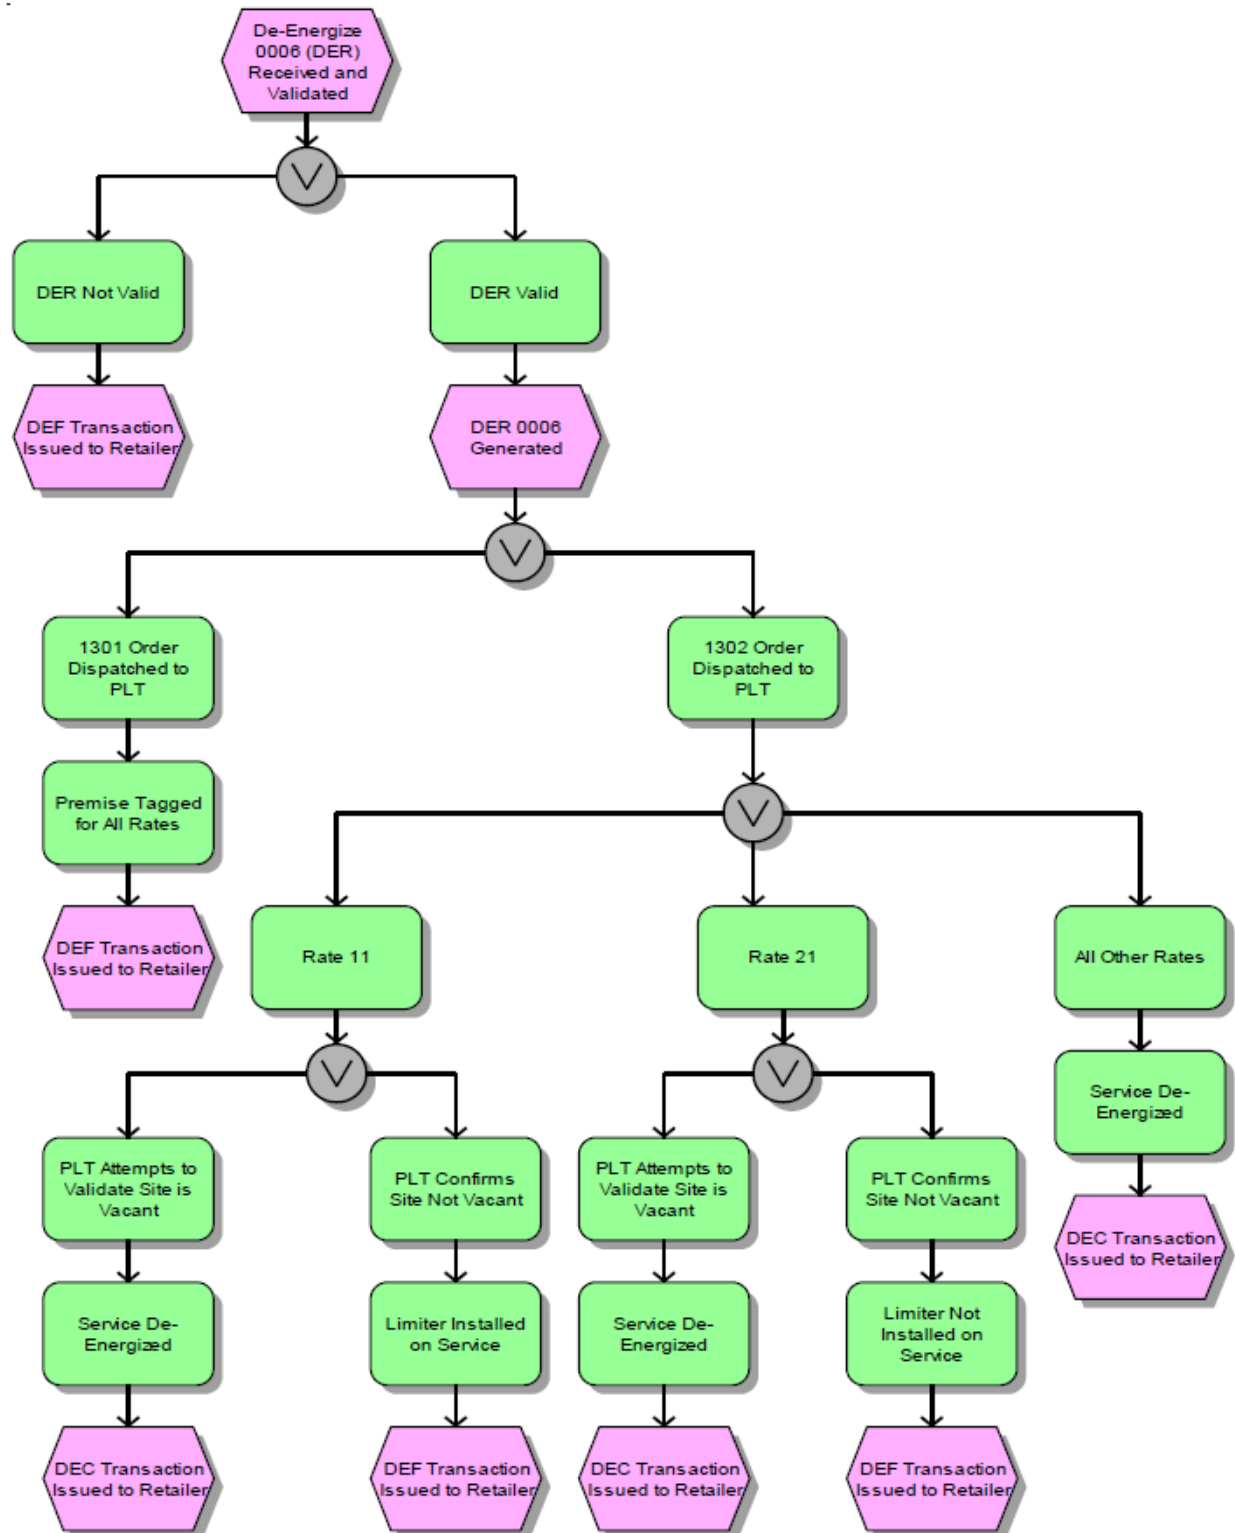 De-Energize
0006 (DER)
Received and
Validated
DER Not Valid
DER Valid
DEF Transaction
Issued to Retailer
DER 0006
Generated
1301 Order
Dispatched to
PLT
1302 Order
Dispatched to
PLT
Premise Tagged
for All Rates
DEF Transaction
Issued to Retailer
Rate 11
Rate 21
All Other Rates
Service De-
Energized
DEC Transaction
Issued to Retailer
PLT Attempts to
Validate Site is
Vacant
PLT Confirms
Site Not Vacant
PLT Attempts to
Validate Site is
Vacant
PLT Confirms
Site Not Vacant
Service De-
Energized
Limiter Installed
on Service
Service De-
Energized
Limiter Not
Installed on
Service
DEC Transaction
Issued to Retailer
DEF Transaction
Issued to Retailer
DEC Transaction
Issued to Retailer
DEF Transaction
Issued to Retailer